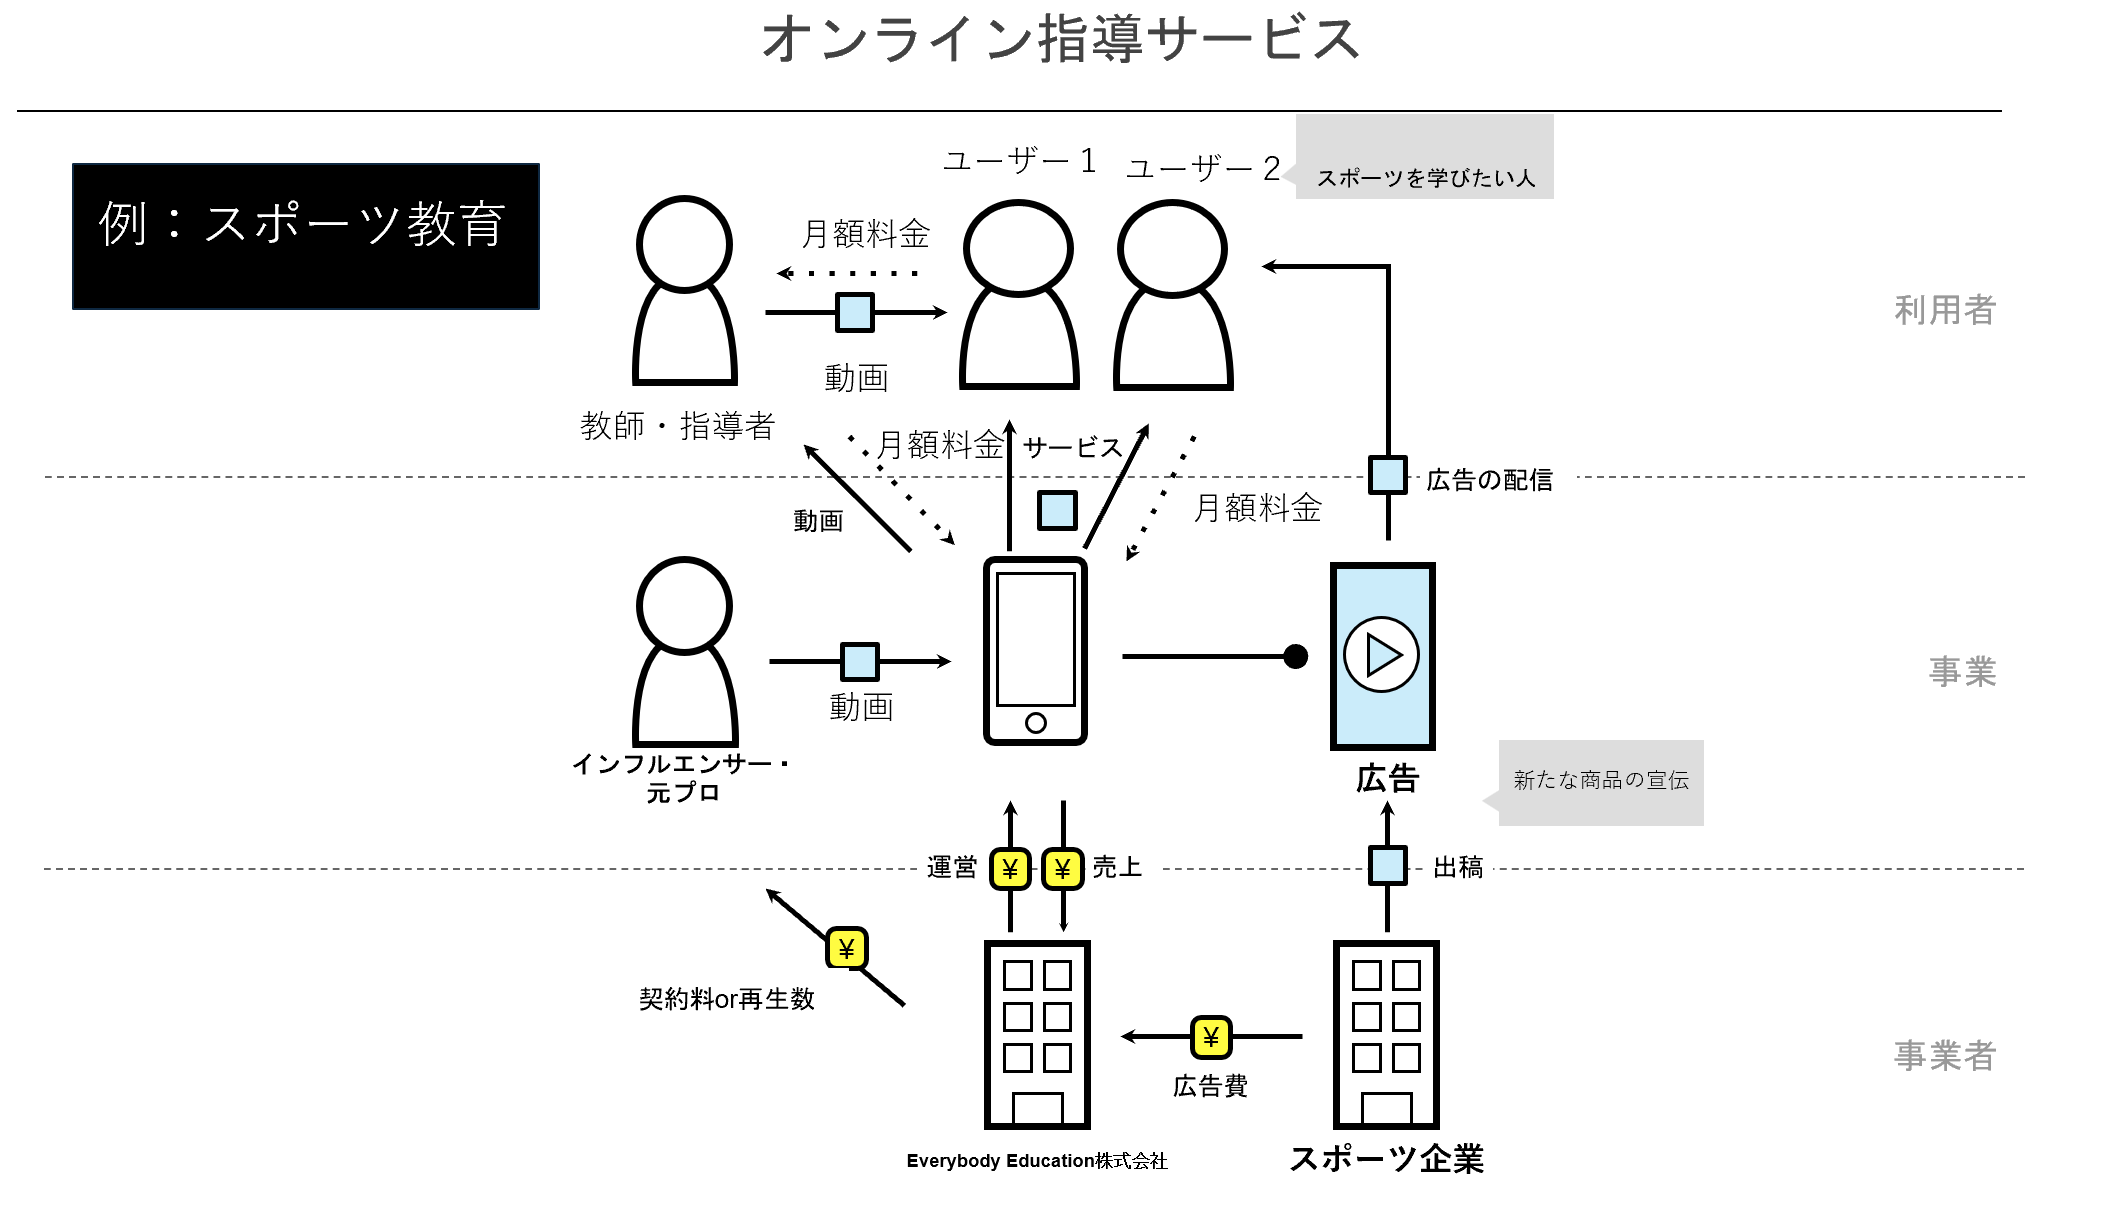 オンライン指導サービス
例：スポーツ教育
ユーザー１
ユーザー２
スポーツを学びたい人
月額料金
動画
利用者
教師・指導者
月額料金
サービス
動画
月額料金
広告の配信
動画
事業
インフルエンサー・
元プロ
広告
新たな商品の宣伝
運営
¥
¥
売上
出稿
¥
契約料or再生数
¥
広告費
事業者
Everybody Education株式会社
スポーツ企業